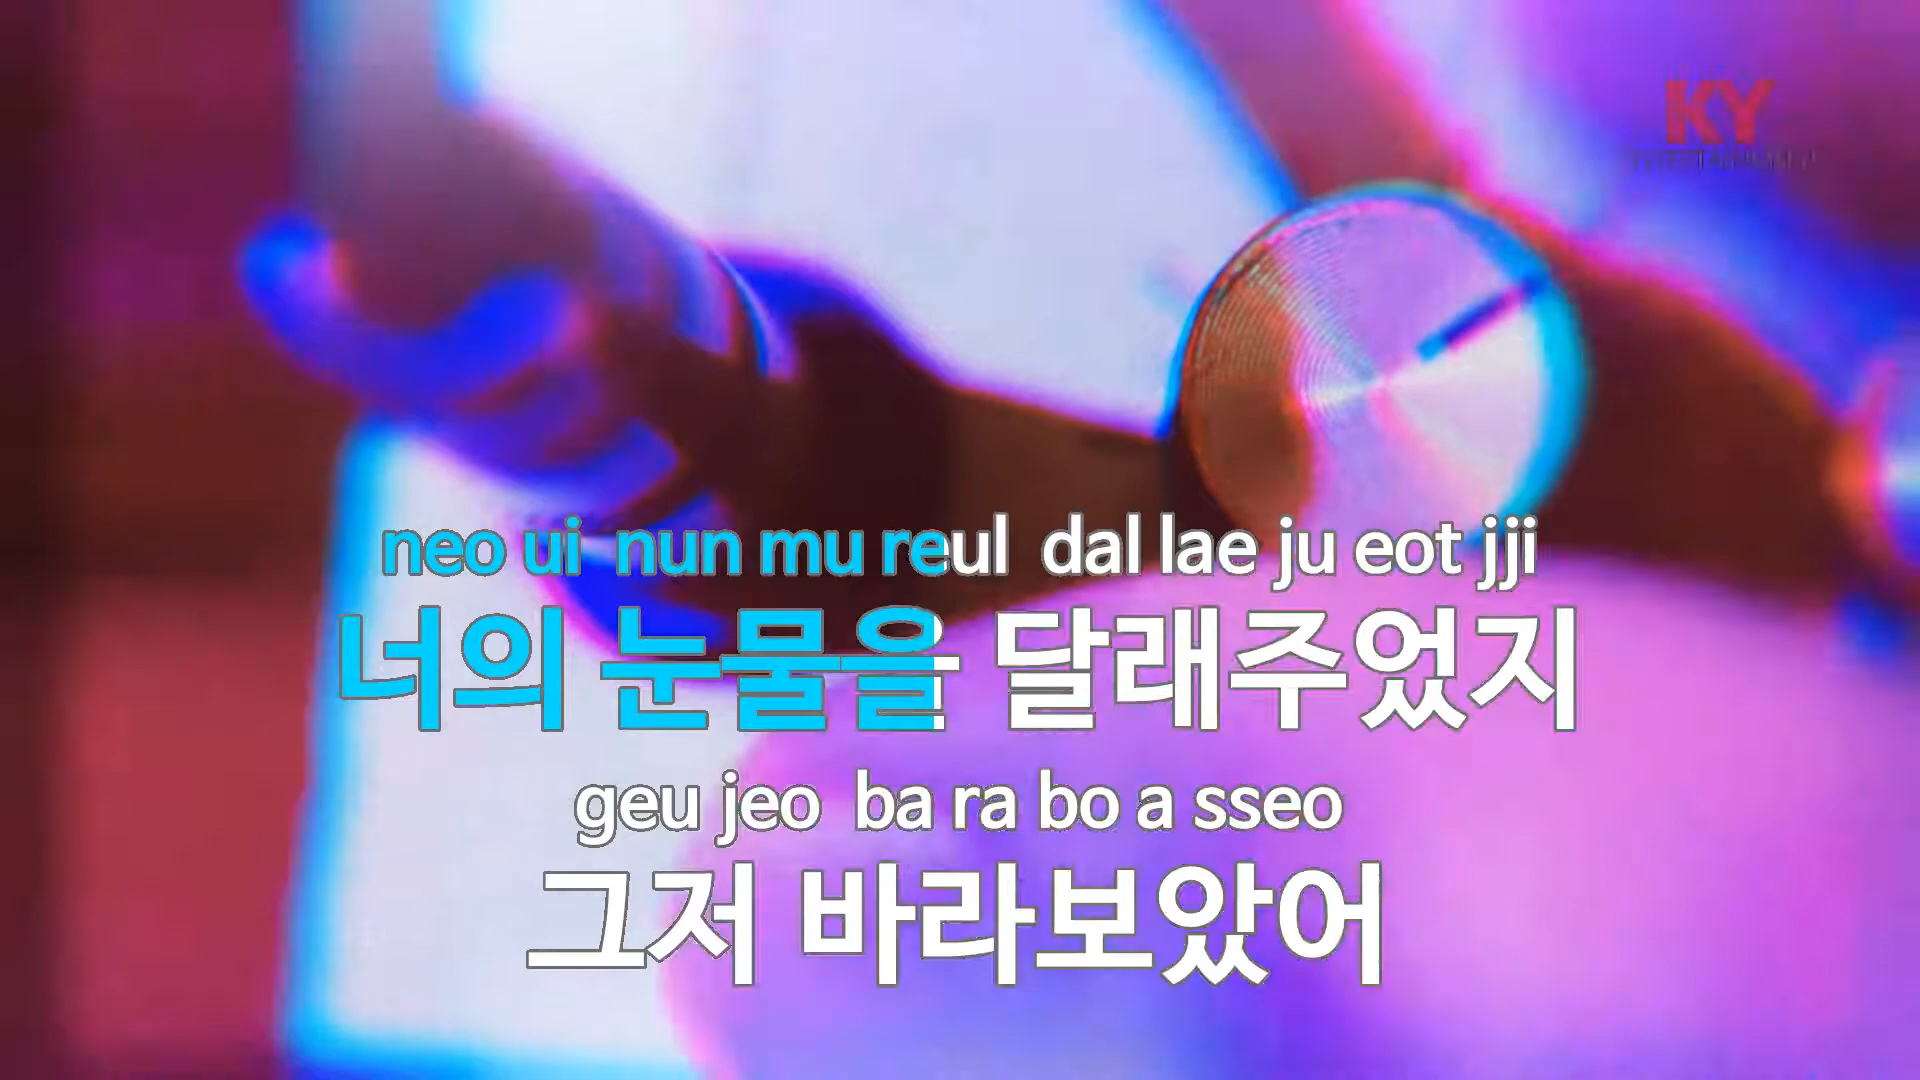 KY
neo ui nun mu reul dal lae ju eot jji
너의 눈물을 달래주었지
geu jeo ba ra bo a sseo
그저 바라보았어